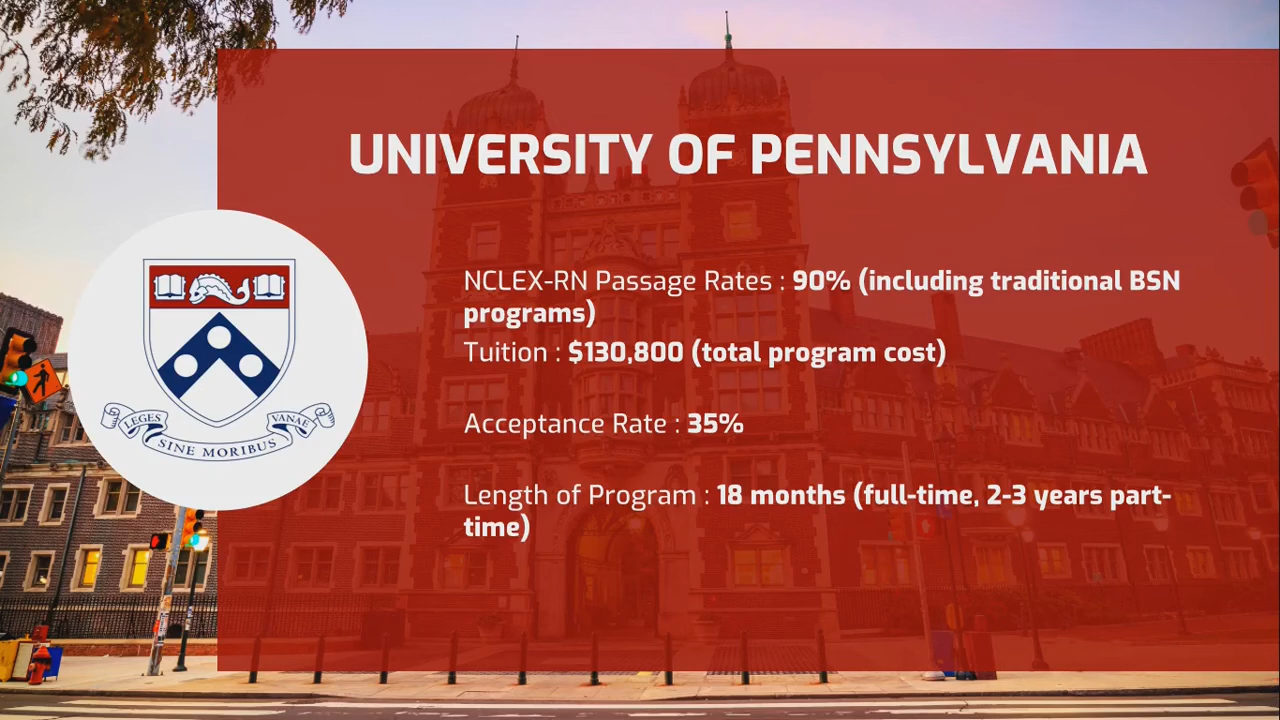 UNIVERSITY OF PENNSYLVANIA
NCLEX-RN Passage Rates : 90% (including traditional BSN
programs)
Tuition : $130,800 (total program cost)
Acceptance Rate : 35%
Length of Program : 18 months (full-time, 2-3 years part-
time)
LEGES
SINE MORIBUS
VANAE